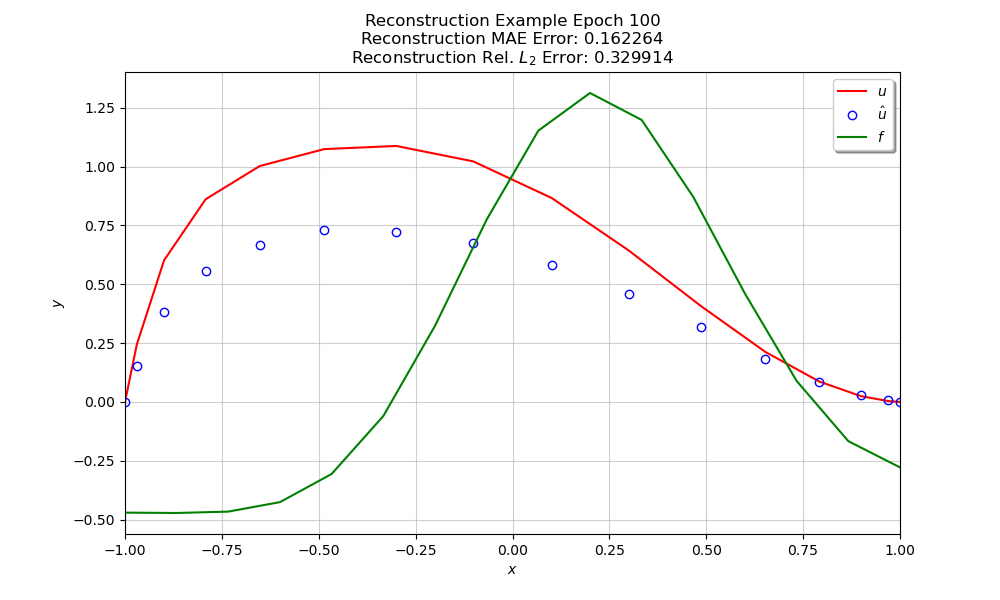 Reconstruction Example Epoch 100
Reconstruction MAE Error: 0.162264
Reconstruction Rel. L₂ Error: 0.329914
u
û
f
1.25
1.00
0.75
0.50
0.25
0.00
−0.25
−0.50
y
−1.00 −0.75 −0.50 −0.25 0.00 0.25 0.50 0.75 1.00
x